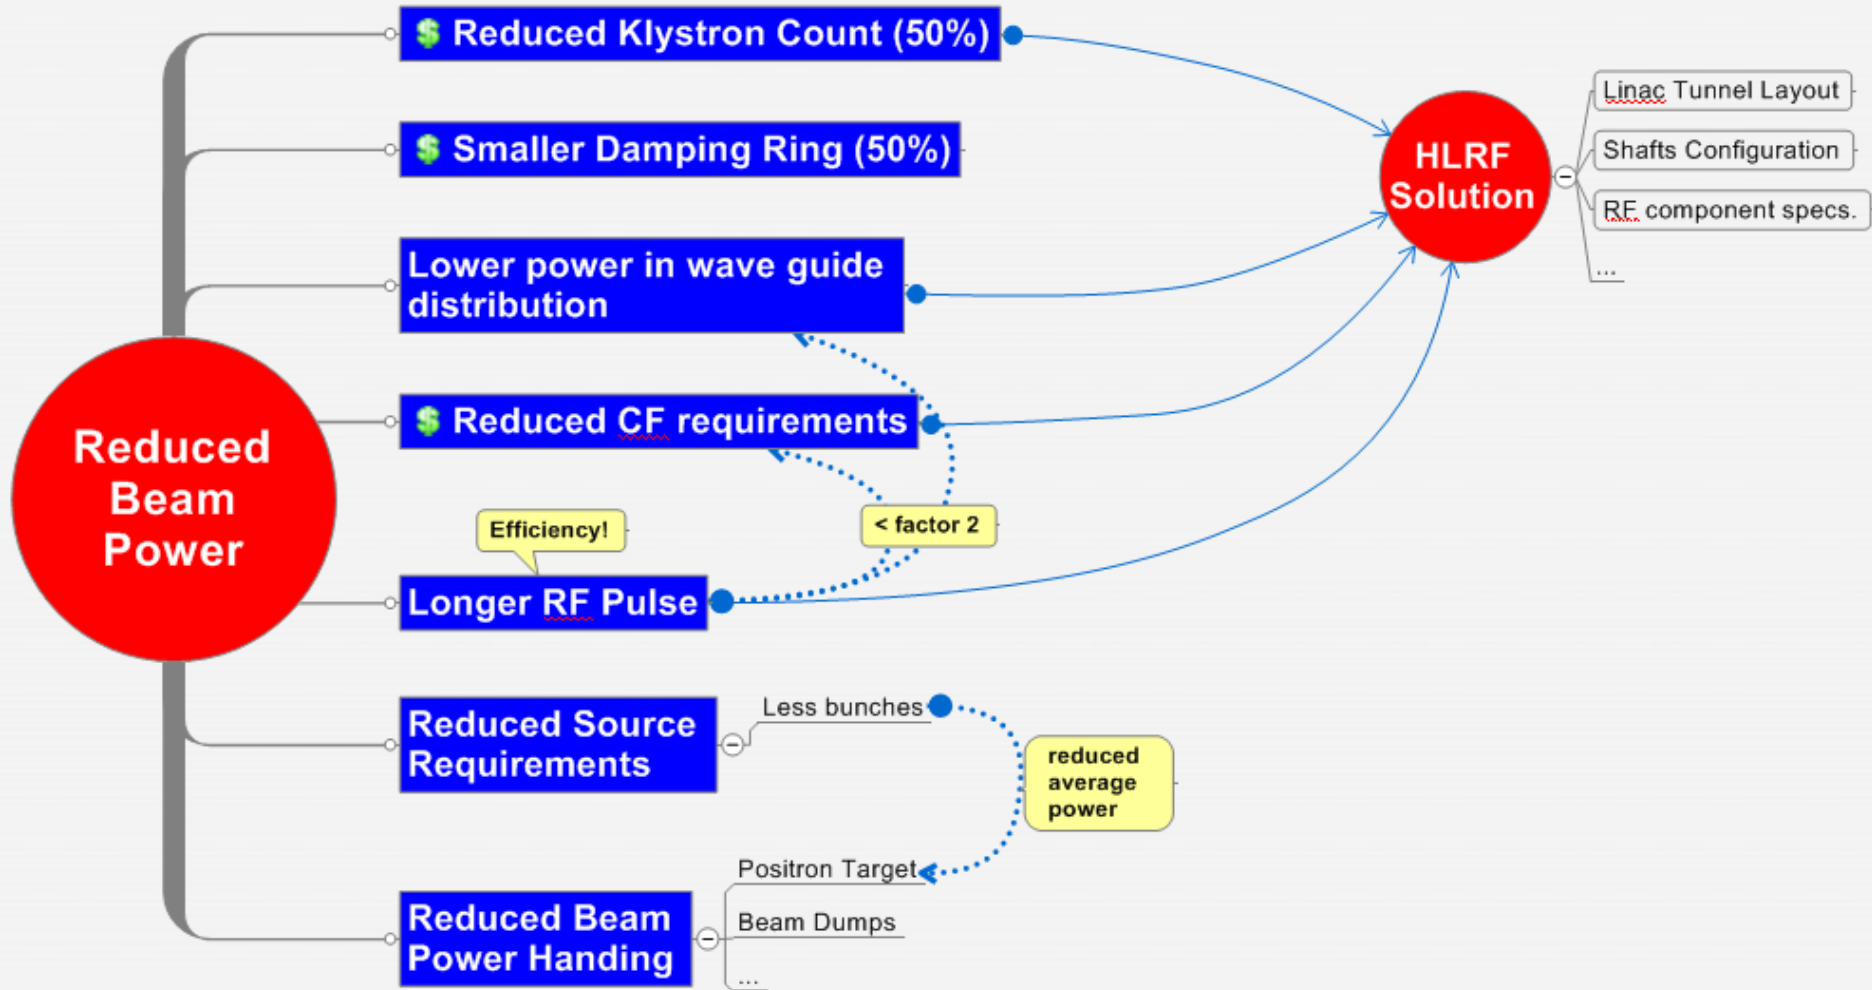 $ Reduced Klystron Count (50%)
$ Smaller Damping Ring (50%)
Lower power in wave guide
distribution
$ Reduced CF requirements
Reduced
Beam
Power
Efficiency!
< factor 2
Longer RF Pulse
Reduced Source
Requirements
Less bunches
reduced
average
power
Reduced Beam
Power Handing
Positron Target
Beam Dumps
...
HLRF
Solution
Linac Tunnel Layout
Shafts Configuration
RF component specs.
...